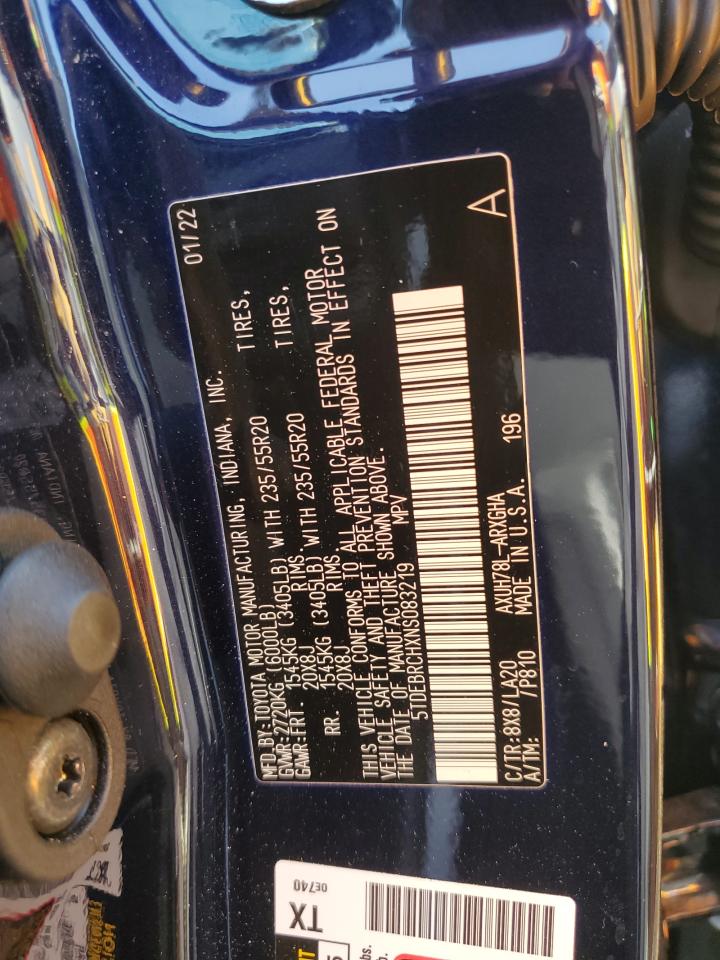 MFD.BY:TOYOTA MOTOR MANUFACTURING, INDIANA, INC. 01/22
GVWR:2720KG (6000LB)
GAWR:FRT. 1545KG (3405LB) WITH 235/55R20 TIRES,
20X8J RIMS.
RR. 1545KG (3405LB) WITH 235/55R20 TIRES,
20X8J RIMS.
THIS VEHICLE CONFORMS TO ALL APPLICABLE FEDERAL MOTOR
VEHICLE SAFETY AND THEFT PREVENTION STANDARDS IN EFFECT ON
THE DATE OF MANUFACTURE SHOWN ABOVE.
5TDEBRCHXNS083219 MPV
C/TR:8X8/LA20 AXUH78L-ARXGHA
A/TM: /P810 MADE IN U.S.A. 196 A
TX
0E740